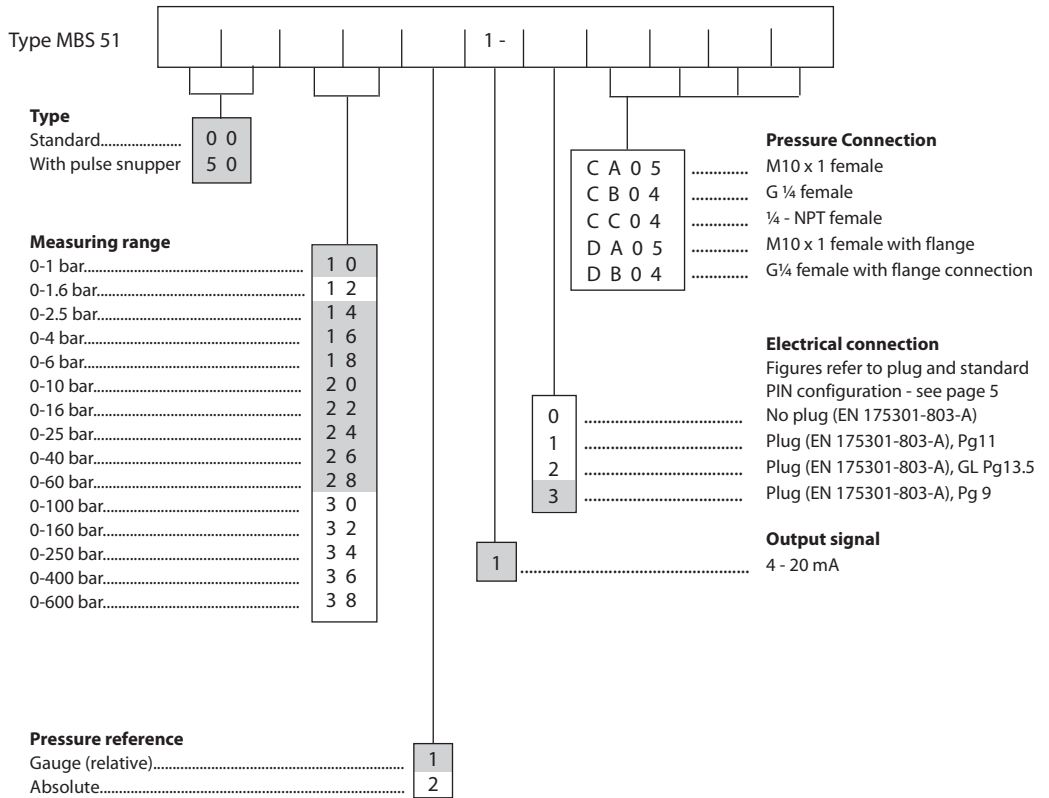 Type MBS 51
1 -
Type
Standard...................... 0 0
With pulse snupper 5 0
Measuring range
0-1 bar.......................................................... 1 0
0-1.6 bar....................................................... 1 2
0-2.5 bar....................................................... 1 4
0-4 bar.......................................................... 1 6
0-6 bar.......................................................... 1 8
0-10 bar........................................................ 2 0
0-16 bar........................................................ 2 2
0-25 bar........................................................ 2 4
0-40 bar........................................................ 2 6
0-60 bar........................................................ 2 8
0-100 bar...................................................... 3 0
0-160 bar...................................................... 3 2
0-250 bar...................................................... 3 4
0-400 bar...................................................... 3 6
0-600 bar...................................................... 3 8
Pressure reference
Gauge (relative)................................................................ 1
Absolute............................................................................. 2
Pressure Connection
C A 0 5 ............. M10 x 1 female
C B 0 4 ............. G ¼ female
C C 0 4 ............. ¼ - NPT female
D A 0 5 ............. M10 x 1 female with flange
D B 0 4 ............. G¼ female with flange connection
Electrical connection
Figures refer to plug and standard
PIN configuration - see page 5
0 ........................................ No plug (EN 175301-803-A)
1 ........................................ Plug (EN 175301-803-A), Pg11
2 ........................................ Plug (EN 175301-803-A), GL Pg13.5
3 ........................................ Plug (EN 175301-803-A), Pg 9
Output signal
1 ................................................... 4 - 20 mA